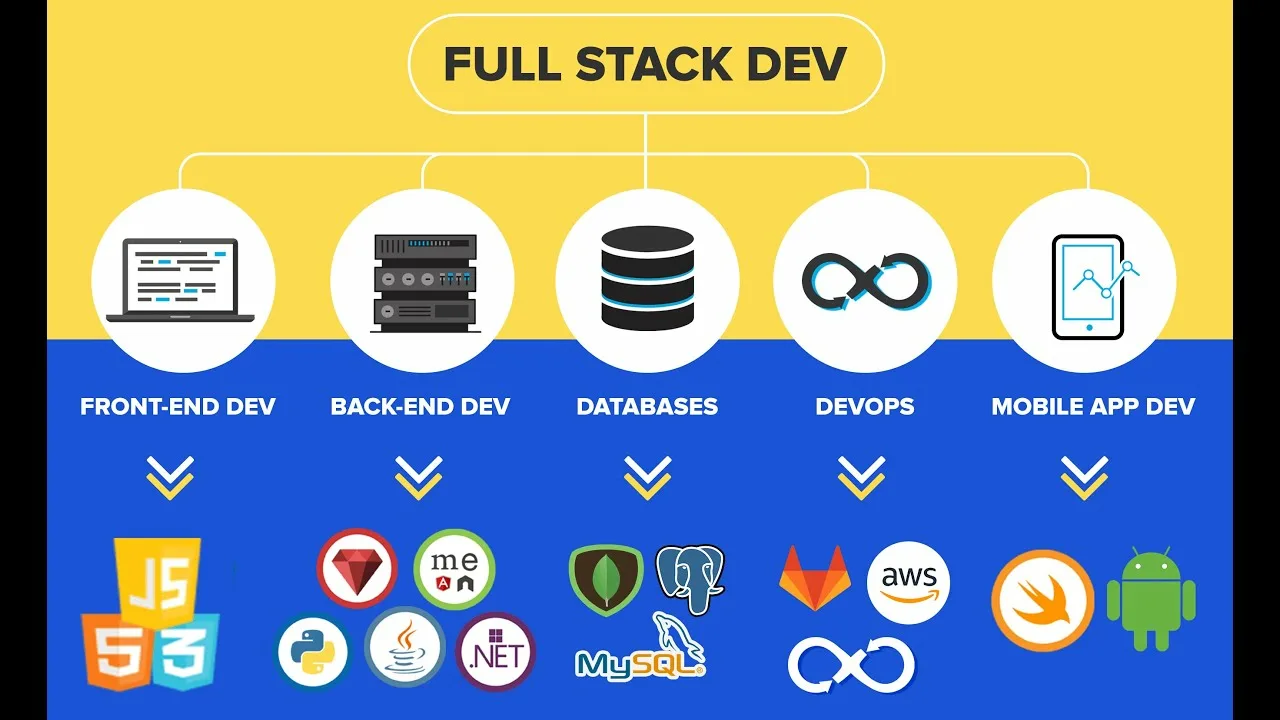 FULL STACK DEV
FRONT-END DEV
BACK-END DEV
DATABASES
DEVOPS
MOBILE APP DEV
JS
5
3
me
aws
.NET
MySQL®